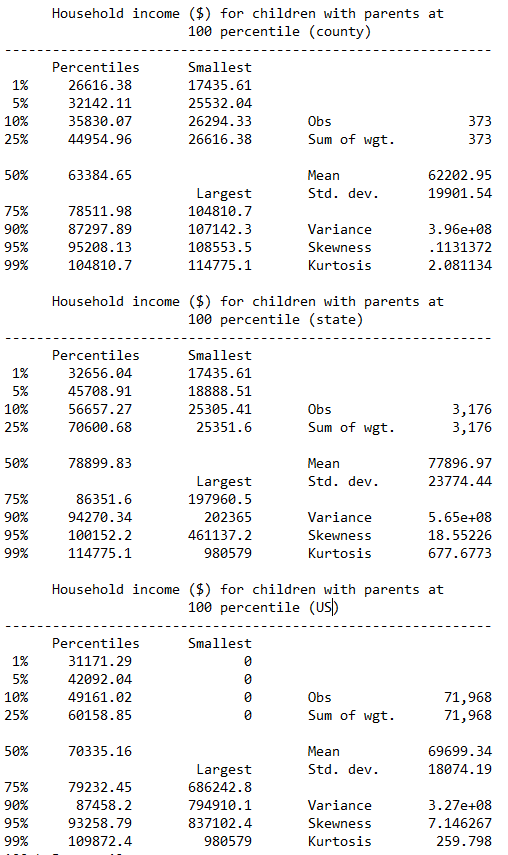 Household income ($) for children with parents at
100 percentile (county)
-------------------------------------------------------------
Percentiles Smallest
1% 26616.38 17435.61
5% 32142.11 25532.04
10% 35830.07 26294.33 Obs 373
25% 44954.96 26616.38 Sum of wgt. 373
50% 63384.65 Mean 62202.95
Largest Std. dev. 19901.54
75% 78511.98 104810.7
90% 87297.89 107142.3 Variance 3.96e+08
95% 95208.13 108553.5 Skewness .1131372
99% 104810.7 114775.1 Kurtosis 2.081134
Household income ($) for children with parents at
100 percentile (state)
-------------------------------------------------------------
Percentiles Smallest
1% 32656.04 17435.61
5% 45708.91 18888.51
10% 56657.27 25305.41 Obs 3,176
25% 70600.68 25351.6 Sum of wgt. 3,176
50% 78899.83 Mean 77896.97
Largest Std. dev. 23774.44
75% 86351.6 197960.5
90% 94270.34 202365 Variance 5.65e+08
95% 100152.2 461137.2 Skewness 18.55226
99% 114775.1 980579 Kurtosis 677.6773
Household income ($) for children with parents at
100 percentile (US)
-------------------------------------------------------------
Percentiles Smallest
1% 31171.29 0
5% 42092.04 0
10% 49161.02 0 Obs 71,968
25% 60158.85 0 Sum of wgt. 71,968
50% 70335.16 Mean 69699.34
Largest Std. dev. 18074.19
75% 79232.45 686242.8
90% 87458.2 794910.1 Variance 3.27e+08
95% 93258.79 837102.4 Skewness 7.146267
99% 109872.4 980579 Kurtosis 259.798